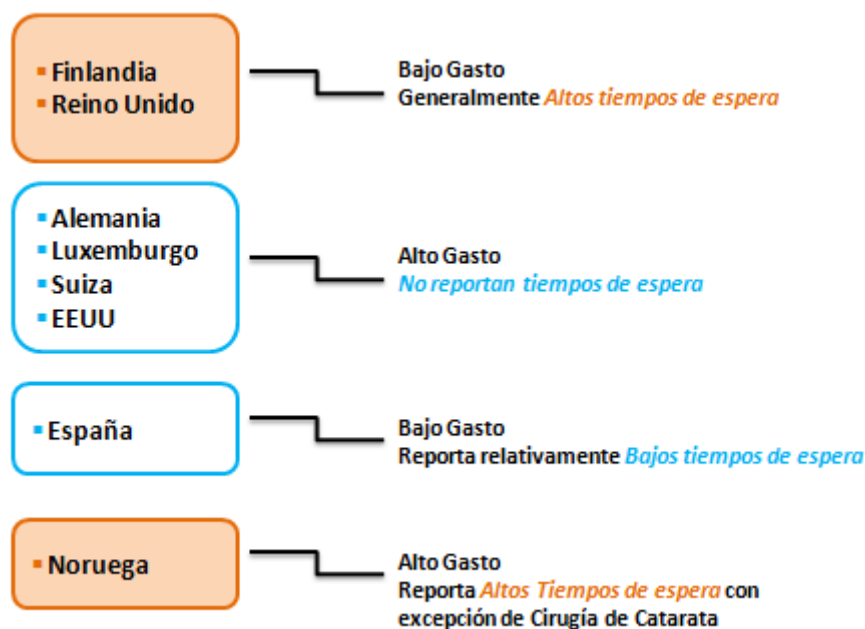 ▪ Finlandia
▪ Reino Unido
Bajo Gasto
Generalmente Altos tiempos de espera
▪ Alemania
▪ Luxemburgo
▪ Suiza
▪ EEUU
Alto Gasto
No reportan tiempos de espera
▪ España
Bajo Gasto
Reporta relativamente Bajos tiempos de espera
▪ Noruega
Alto Gasto
Reporta Altos Tiempos de espera con
excepción de Cirugía de Catarata